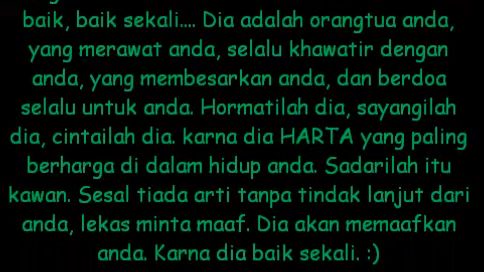 baik, baik sekali.... Dia adalah orangtua anda,
yang merawat anda, selalu khawatir dengan
anda, yang membesarkan anda, dan berdoa
selalu untuk anda. Hormatilah dia, sayangilah
dia, cintailah dia. karna dia HARTA yang paling
berharga di dalam hidup anda. Sadarilah itu
kawan. Sesal tiada arti tanpa tindak lanjut dari
anda, lekas minta maaf. Dia akan memaafkan
anda. Karna dia baik sekali. :)